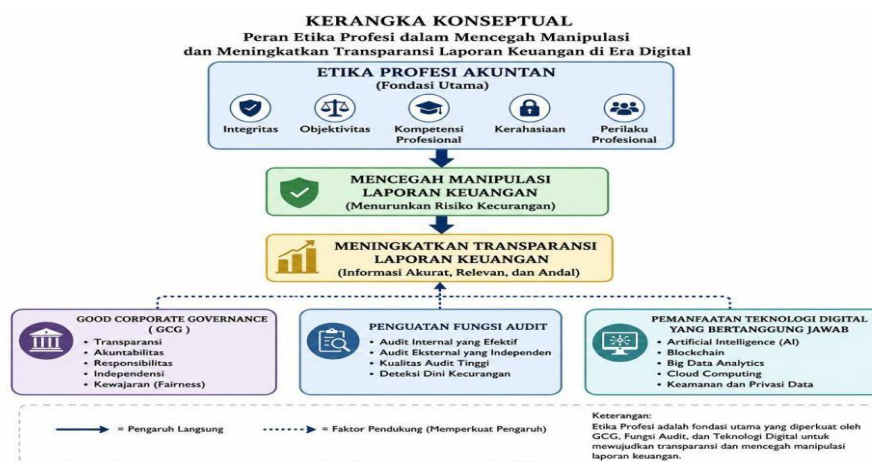 KERANGKA KONSEPTUAL
Peran Etika Profesi dalam Mencegah Manipulasi
dan Meningkatkan Transparansi Laporan Keuangan di Era Digital
ETIKA PROFESI AKUNTAN
(Fondasi Utama)
Integritas
Objektivitas
Kompetensi
Profesional
Kerahasiaan
Perilaku
Profesional
MENCEGAH MANIPULASI
LAPORAN KEUANGAN
(Menurunkan Risiko Kecurangan)
MENINGKATKAN TRANSPARANSI
LAPORAN KEUANGAN
(Informasi Akurat, Relevan, dan Andal)
GOOD CORPORATE GOVERNANCE
( GCG )
• Transparasi
• Akuntabilitas
• Responsibilitas
• Independensi
• Kewajaran (Fairness)
PENGUATAN FUNGSI AUDIT
• Audit Internal yang Efektif
• Audit Eksternal yang Independen
• Kualitas Audit Tinggi
• Deteksi Dini Kecurangan
PEMANFAATAN TEKNOLOGI DIGITAL
YANG BERTANGGUNG JAWAB
• Artificial Intelligence (AI)
• Blockchain
• Big Data Analytics
• Cloud Computing
• Keamanan dan Privasi Data
= Pengaruh Langsung
= Faktor Pendukung (Memperkuat Pengaruh)
Keterangan:
Etika Profesi adalah fondasi utama yang diperkuat oleh
GCG, Fungsi Audit, dan Teknologi Digital untuk
mewujudkan transparansi dan mencegah manipulasi
laporan keuangan.